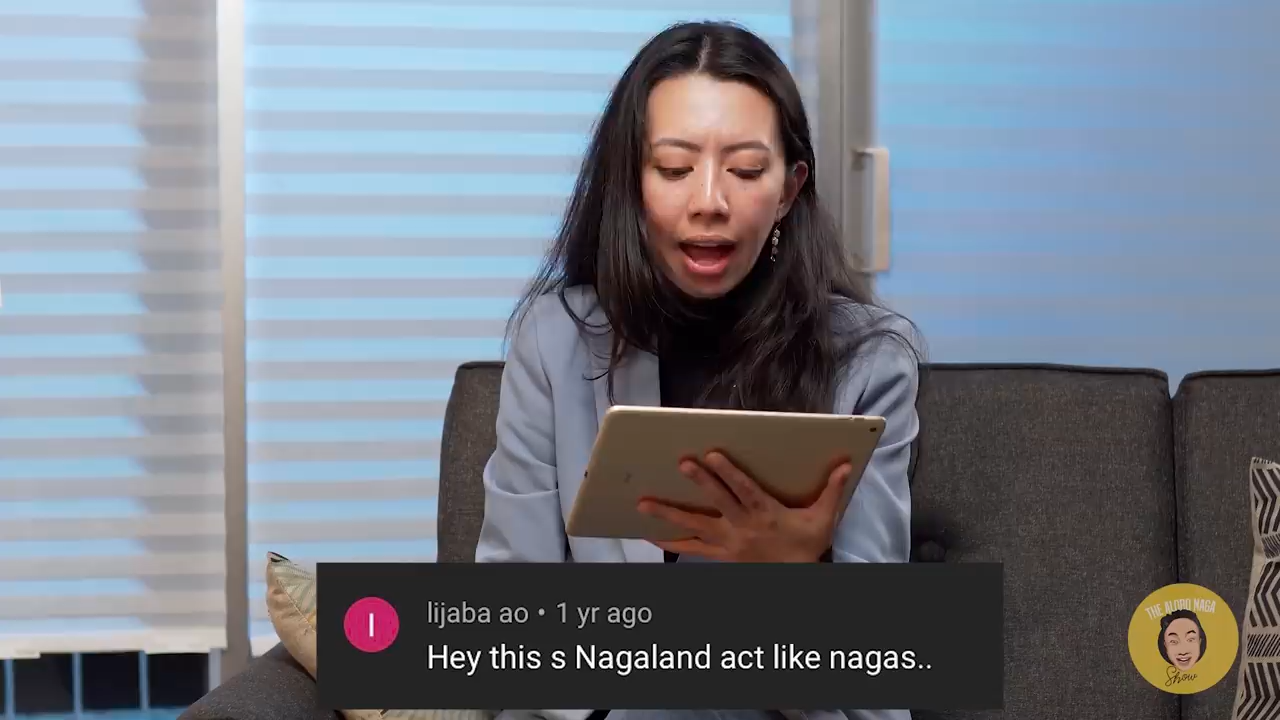 lijaba ao • 1 yr ago
Hey this s Nagaland act like nagas..
THE ALOBO NAGA
Show